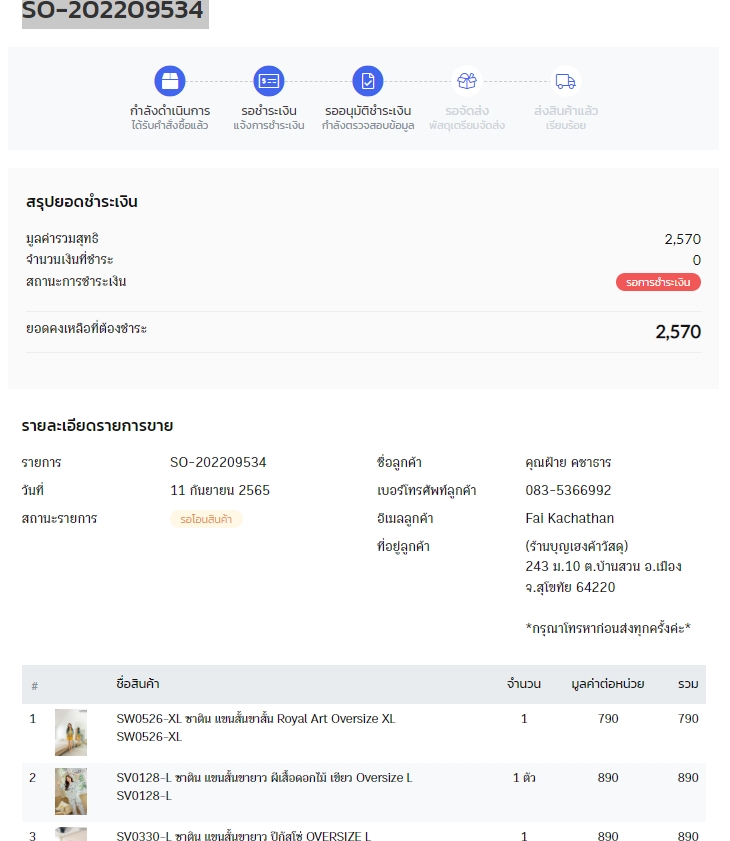 SO-202209534
กำลังดำเนินการ
ได้รับคำสั่งซื้อแล้ว
รอชำระเงิน
แจ้งการชำระเงิน
รออนุมัติชำระเงิน
กำลังตรวจสอบข้อมูล
รอจัดส่ง
พัสดุเตรียมจัดส่ง
ส่งสินค้าแล้ว
เรียบร้อย
สรุปยอดชำระเงิน
มูลค่ารวมสุทธิ 2,570
จำนวนเงินที่ชำระ 0
สถานะการชำระเงิน รอการชำระเงิน
ยอดคงเหลือที่ต้องชำระ 2,570
รายละเอียดรายการขาย
รายการ SO-202209534
วันที่ 11 กันยายน 2565
สถานะรายการ รอโอนสินค้า
ชื่อลูกค้า คุณฝ้าย คชาธาร
เบอร์โทรศัพท์ลูกค้า 083-5366992
อีเมลลูกค้า Fai Kachathan
ที่อยู่ลูกค้า (ร้านบุญเฮงค้าวัสดุ)
243 ม.10 ต.บ้านสวน อ.เมือง
จ.สุโขทัย 64220
*กรุณาโทรหาก่อนส่งทุกครั้งค่ะ*
# ชื่อสินค้า จำนวน มูลค่าต่อหน่วย รวม
1 SW0526-XL ซาติน แขนสั้นขาสั้น Royal Art Oversize XL 1 790 790
SW0526-XL
2 SV0128-L ซาติน แขนสั้นขายาว ผีเสื้อดอกไม้ เขียว Oversize L 1 ตัว 890 890
SV0128-L
3 SV0330-L ซาติน แขนสั้นขายาว ปิกัสโซ่ OVERSIZE L 1 890 890